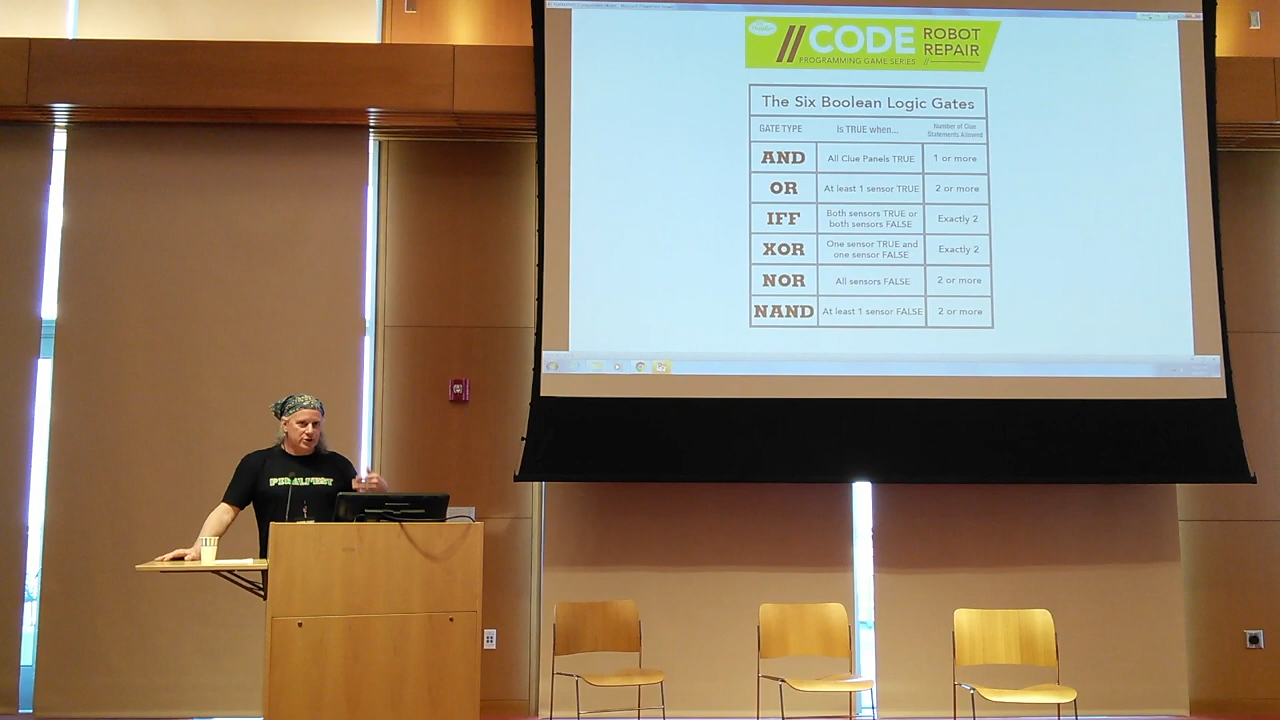 //CODE
PROGRAMMING GAME SERIES
ROBOT
REPAIR
The Six Boolean Logic Gates
GATE TYPE Is TRUE when... Number of Clue
Statements Allowed
AND All Clue Panels TRUE 1 or more
OR At least 1 sensor TRUE 2 or more
IFF Both sensors TRUE or
both sensors FALSE Exactly 2
XOR One sensor TRUE and
one sensor FALSE Exactly 2
NOR All sensors FALSE 2 or more
NAND At least 1 sensor FALSE 2 or more